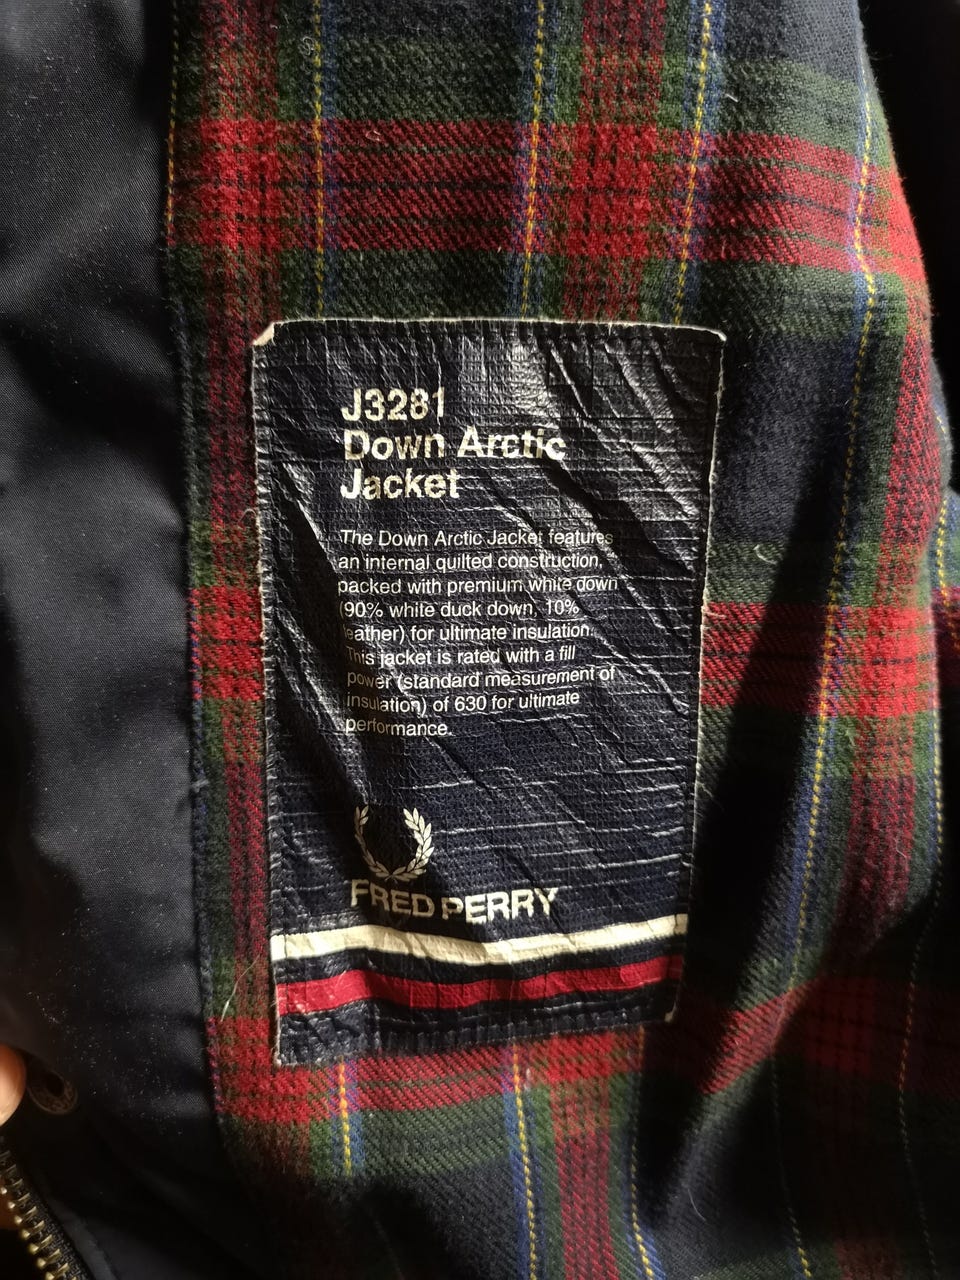 J3281
Down Arctic
Jacket
The Down Arctic Jacket features
an internal quilted construction,
packed with premium white down
(90% white duck down, 10%
feather) for ultimate insulation.
This jacket is rated with a fill
power (standard measurement of
insulation) of 630 for ultimate
performance.
FRED PERRY